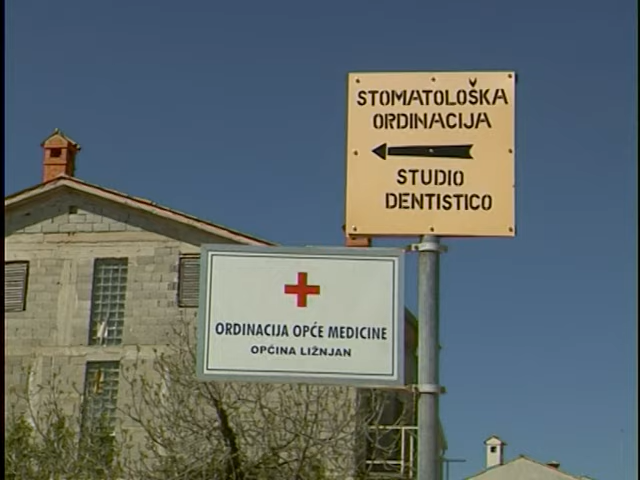 STOMATOLOŠKA
ORDINACIJA
STUDIO
DENTISTICO
ORDINACIJA OPĆE MEDICINE
OPĆINA LIŽNJAN